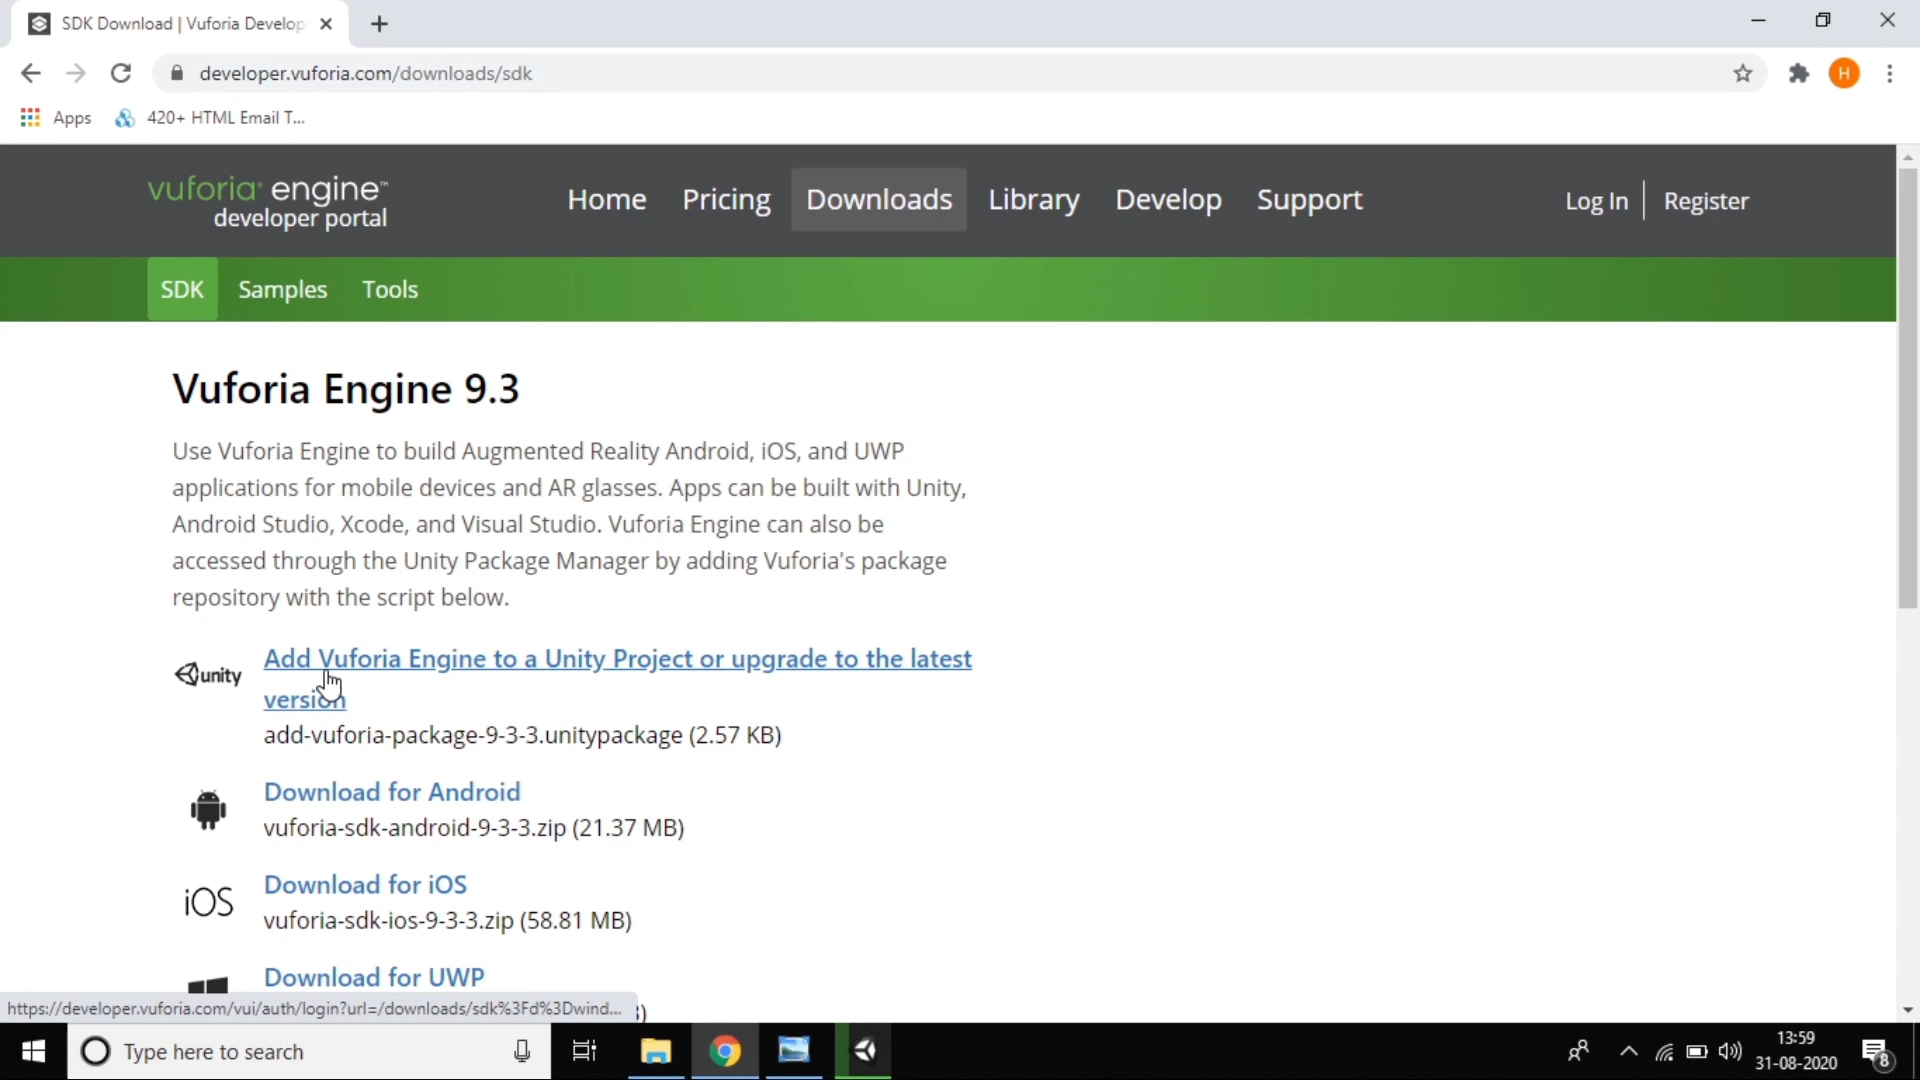 SDK Download | Vuforia Develop
developer.vuforia.com/downloads/sdk
H
Apps
420+ HTML Email T...
vuforia engine™
developer portal
Home
Pricing
Downloads
Library
Develop
Support
Log In
Register
SDK
Samples
Tools
Vuforia Engine 9.3
Use Vuforia Engine to build Augmented Reality Android, iOS, and UWP
applications for mobile devices and AR glasses. Apps can be built with Unity,
Android Studio, Xcode, and Visual Studio. Vuforia Engine can also be
accessed through the Unity Package Manager by adding Vuforia's package
repository with the script below.
unity
Add Vuforia Engine to a Unity Project or upgrade to the latest
version
add-vuforia-package-9-3-3.unitypackage (2.57 KB)
Download for Android
vuforia-sdk-android-9-3-3.zip (21.37 MB)
iOS
Download for iOS
vuforia-sdk-ios-9-3-3.zip (58.81 MB)
Download for UWP
https://developer.vuforia.com/vui/auth/login?url=/downloads/sdk%3Fd%3Dwind...
Type here to search
13:59
31-08-2020
8